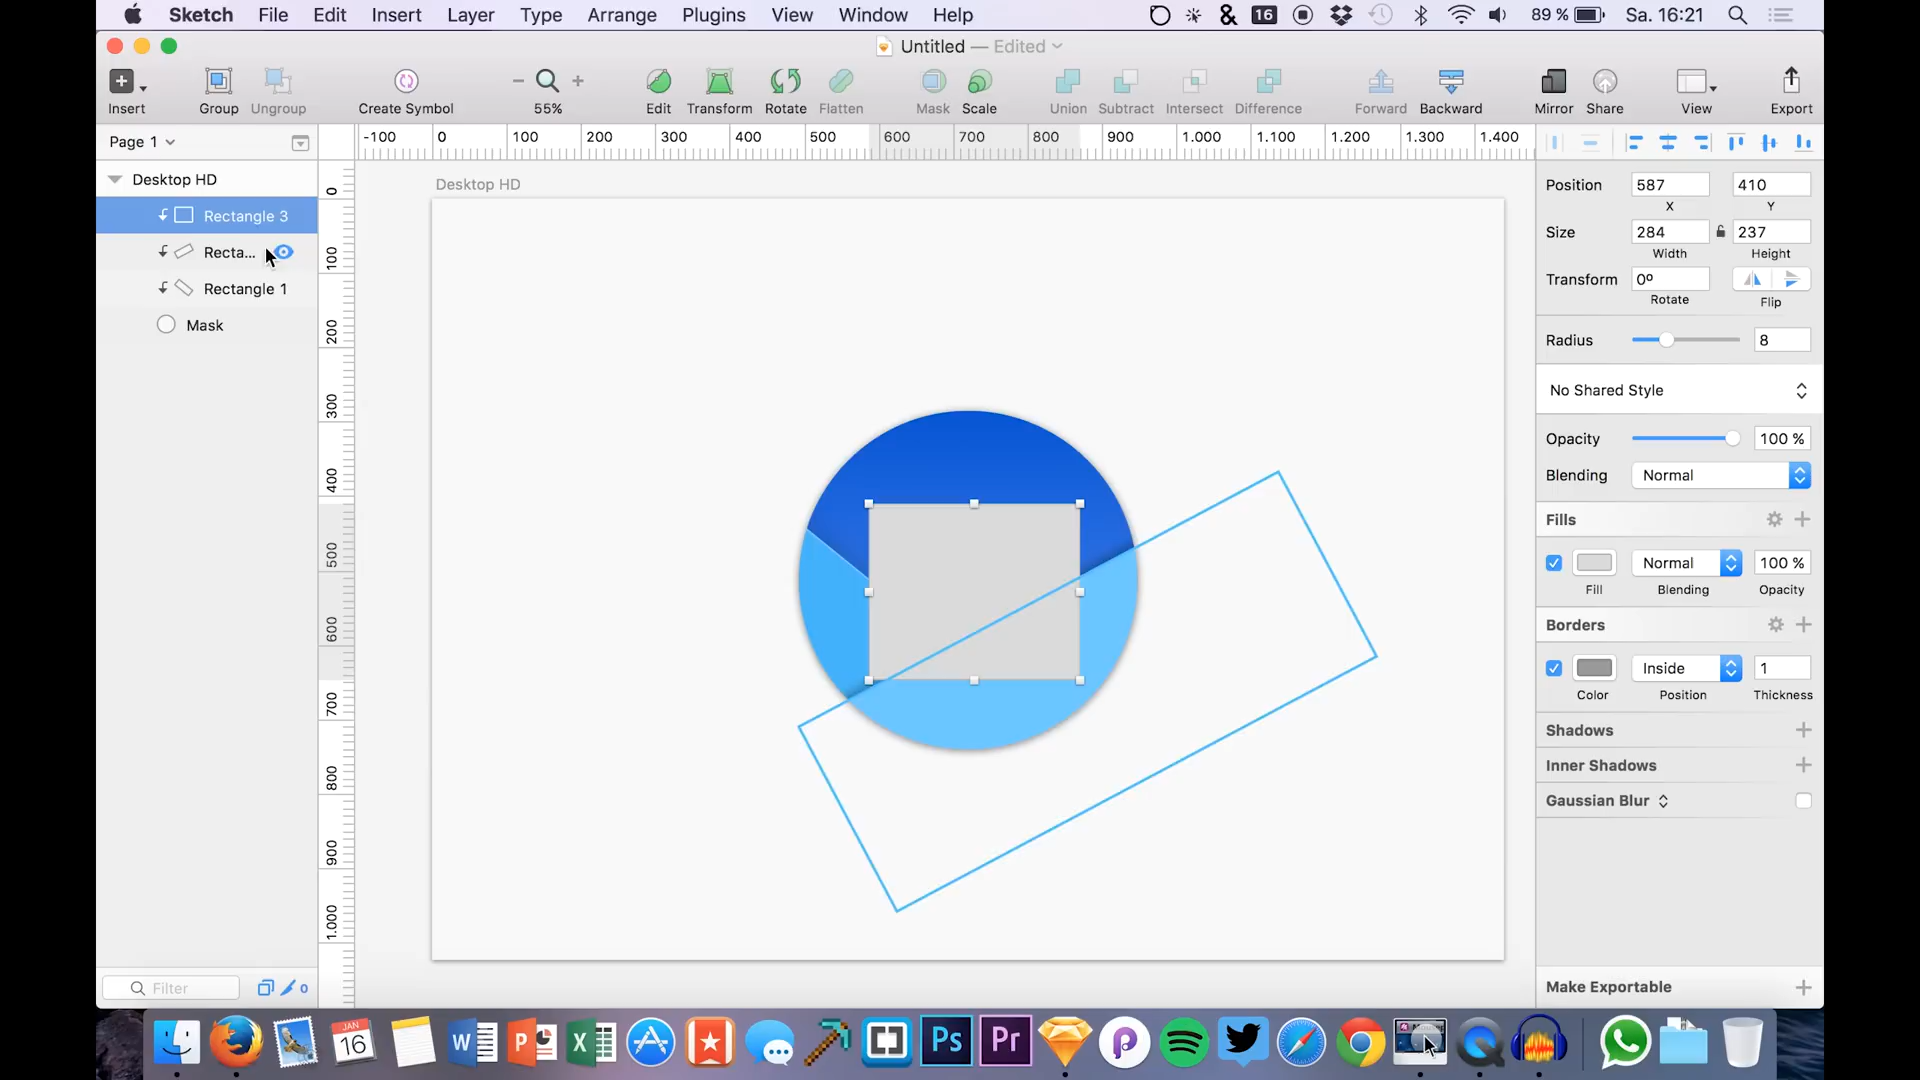 Sketch File Edit Insert Layer Type Arrange Plugins View Window Help 16 89 % Sa. 16:21
Untitled — Edited
Insert Group Ungroup Create Symbol 55% Edit Transform Rotate Flatten Mask Scale Union Subtract Intersect Difference Forward Backward Mirror Share View Export
Page 1
-100 0 100 200 300 400 500 600 700 800 900 1.000 1.100 1.200 1.300 1.400
Desktop HD
Rectangle 3
Recta...
Rectangle 1
Mask
Filter
0
0
100
200
300
400
500
600
700
800
900
1.000
Desktop HD
Position 587 410
X Y
Size 284 237
Width Height
Transform 0º
Rotate Flip
Radius 8
No Shared Style
Opacity 100 %
Blending Normal
Fills
Normal 100 %
Fill Blending Opacity
Borders
Inside 1
Color Position Thickness
Shadows
Inner Shadows
Gaussian Blur
Make Exportable
JAN
16
W P X Ps Pr